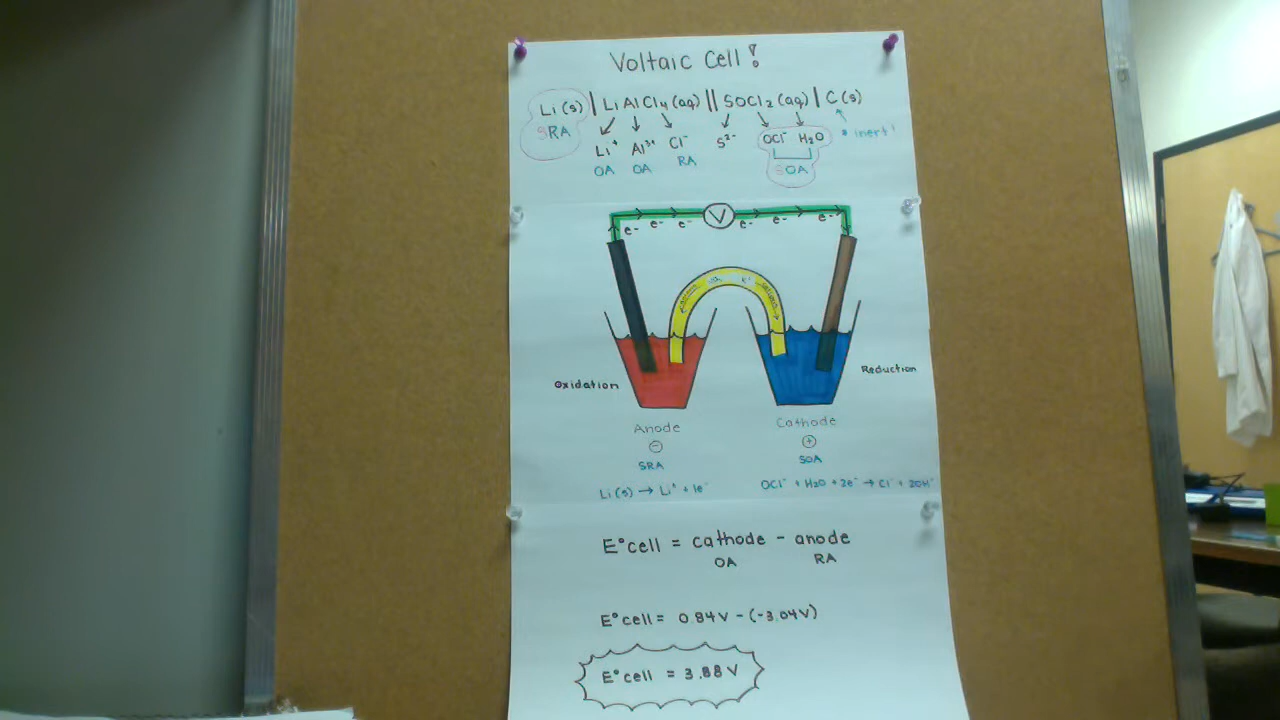 Voltaic Cell!
Li(s) | LiAlCl₄(aq) || SOCl₂(aq) | C(s)
SRA
Li⁺ Al³⁺ Cl⁻ S²⁻ OCl⁻ H₂O * inert!
OA OA RA SOA
V
e- e- e- e- e- e-
Oxidation Reduction
Anode Cathode
⊖ ⊕
SRA SOA
Li(s) → Li⁺ + 1e⁻ OCl⁻ + H₂O + 2e⁻ → Cl⁻ + 2OH⁻
E°cell = cathode - anode
OA RA
E°cell = 0.84V - (-3.04V)
E°cell = 3.88 V